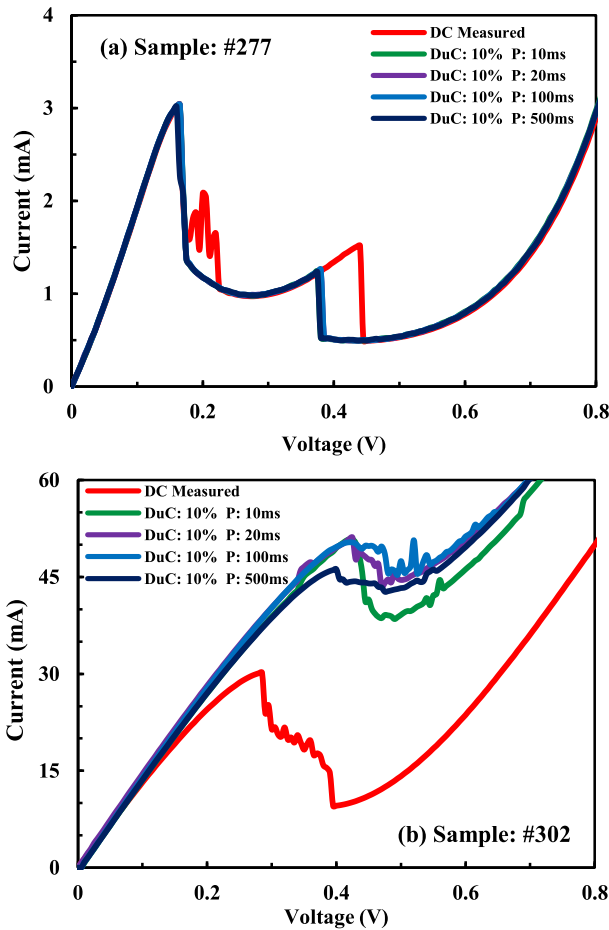 (a) Sample: #277
DC Measured
DuC: 10%  P: 10ms
DuC: 10%  P: 20ms
DuC: 10%  P: 100ms
DuC: 10%  P: 500ms
Current (mA)
4
3
2
1
0
0 0.2 0.4 0.6 0.8
Voltage (V)
DC Measured
DuC: 10%  P: 10ms
DuC: 10%  P: 20ms
DuC: 10%  P: 100ms
DuC: 10%  P: 500ms
Current (mA)
60
45
30
15
0
(b) Sample: #302
0 0.2 0.4 0.6 0.8
Voltage (V)